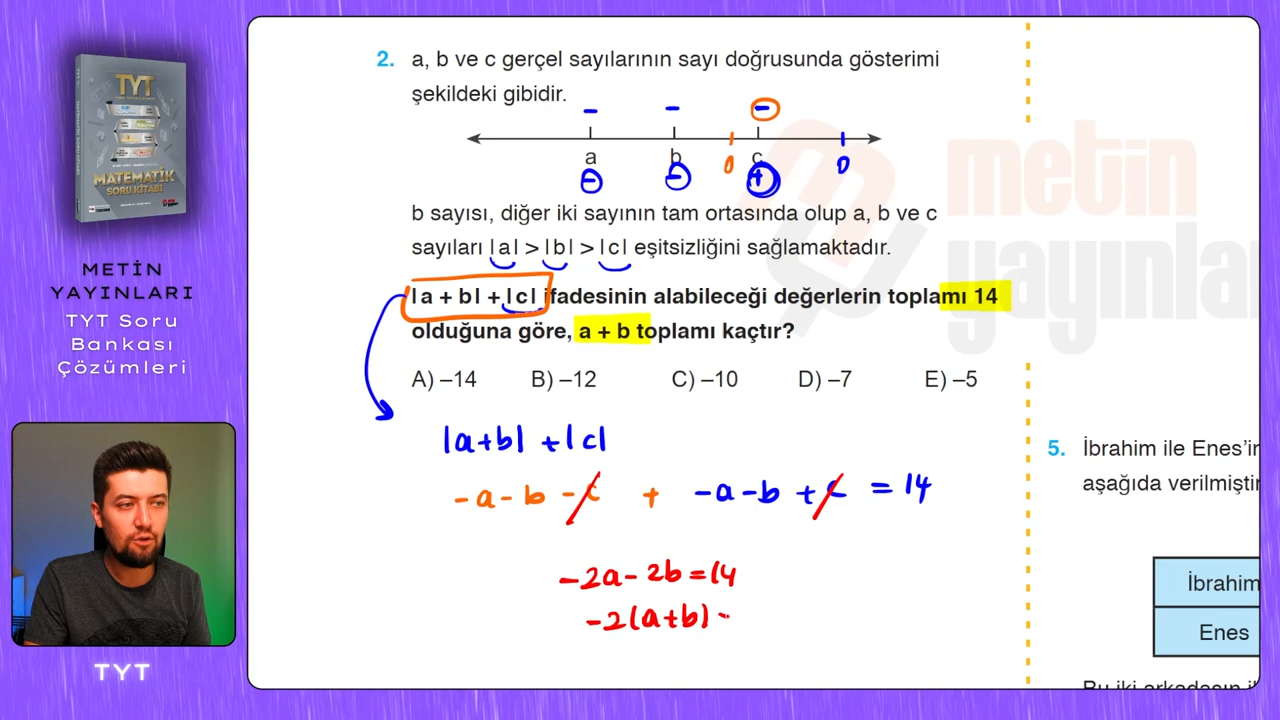 TYT
MATEMATİK
SORU KİTABI
METİN
YAYINLARI
TYT Soru
Bankası
Çözümleri
TYT
2. a, b ve c gerçel sayılarının sayı doğrusunda gösterimi
şekildeki gibidir.
– – –
a b 0 c 0
– – +
b sayısı, diğer iki sayının tam ortasında olup a, b ve c
sayıları |a| > |b| > |c| eşitsizliğini sağlamaktadır.
|a + b| + |c| ifadesinin alabileceği değerlerin toplamı 14
olduğuna göre, a + b toplamı kaçtır?
A) –14 B) –12 C) –10 D) –7 E) –5
|a+b| + |c|
-a-b-c + -a-b+c = 14
-2a-2b=14
-2(a+b)
metin
yayınlar
5. İbrahim ile Enes'in
aşağıda verilmiştir
İbrahim
Enes